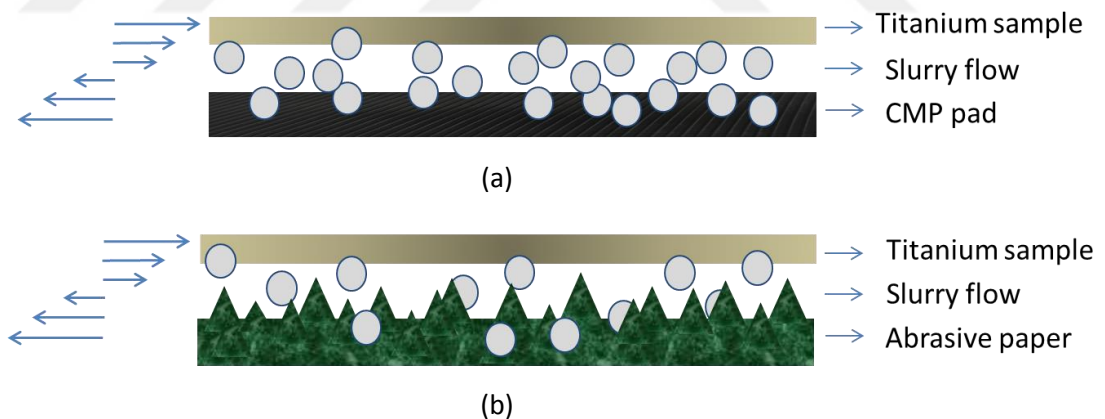 Titanium sample
Slurry flow
CMP pad
(a)
Titanium sample
Slurry flow
Abrasive paper
(b)